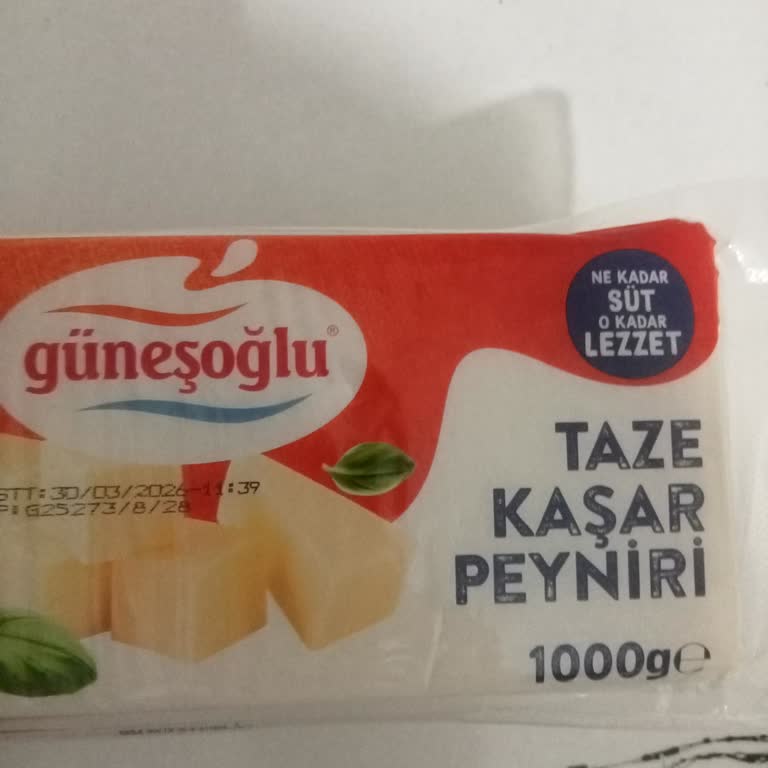 güneşoğlu®
NE KADAR
SÜT
O KADAR
LEZZET
TAZE
KAŞAR
PEYNİRİ
STT:30/03/2026-11:39
P:G25273/8/28
1000g℮